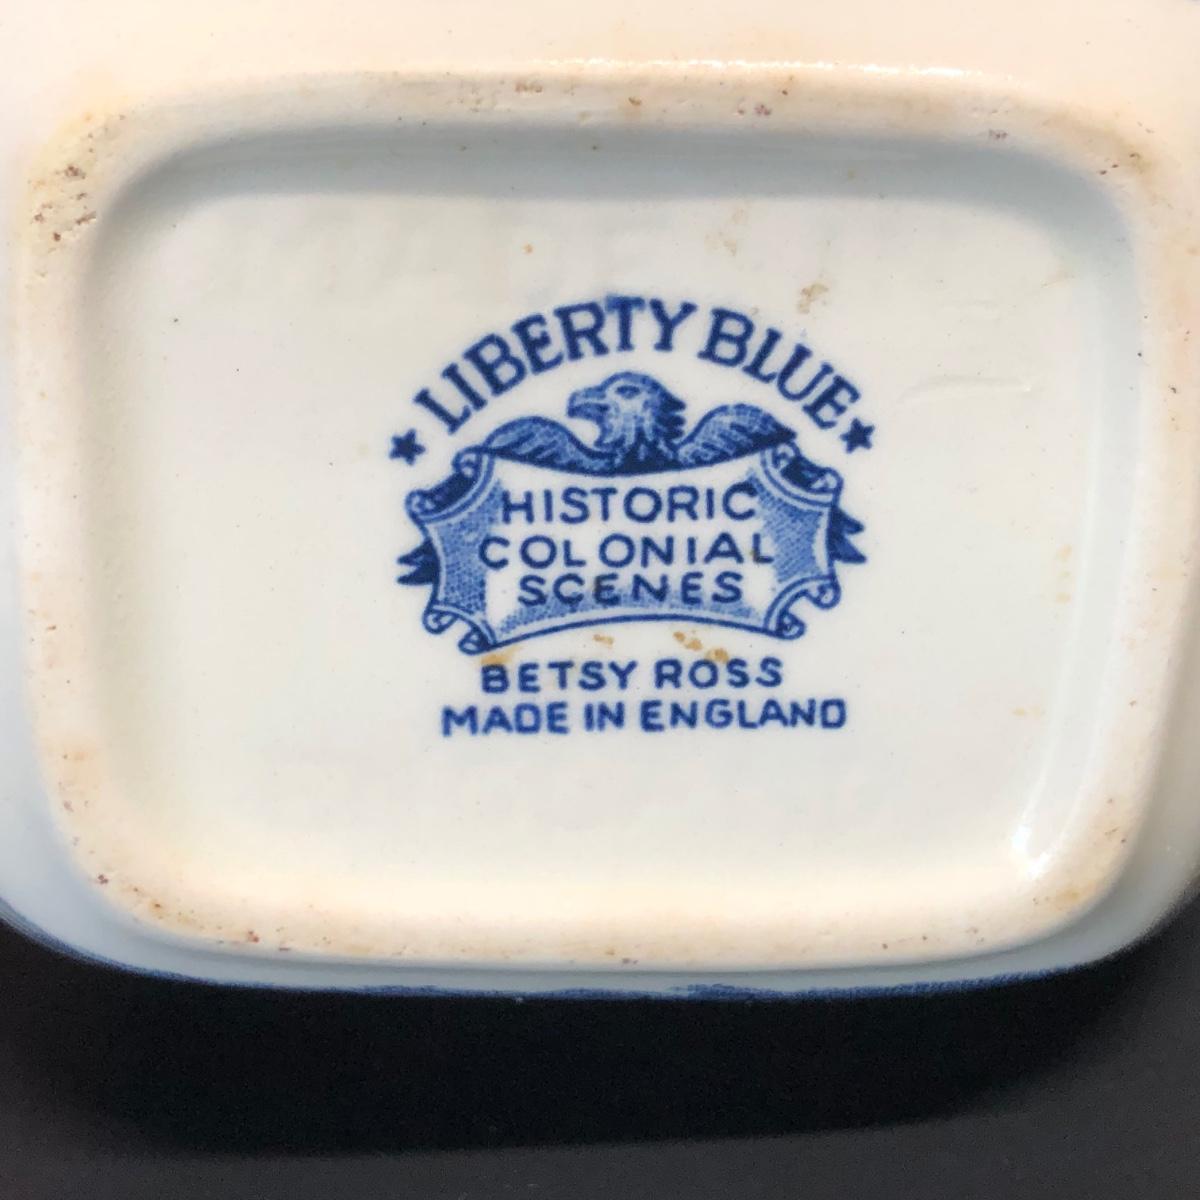 LIBERTY BLUE
HISTORIC
COLONIAL
SCENES
BETSY ROSS
MADE IN ENGLAND